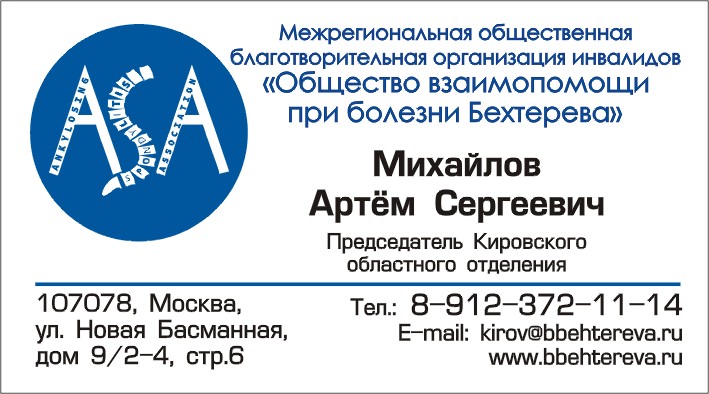 ANKYLOSING
SPONDYLITIS
ASSOCIATION
ASA
Межрегиональная общественная
благотворительная организация инвалидов
«Общество взаимопомощи
при болезни Бехтерева»
Михайлов
Артём Сергеевич
Председатель Кировского
областного отделения
107078, Москва,
ул. Новая Басманная,
дом 9/2-4, стр.6
Тел.: 8-912-372-11-14
E-mail: kirov@bbehtereva.ru
www.bbehtereva.ru